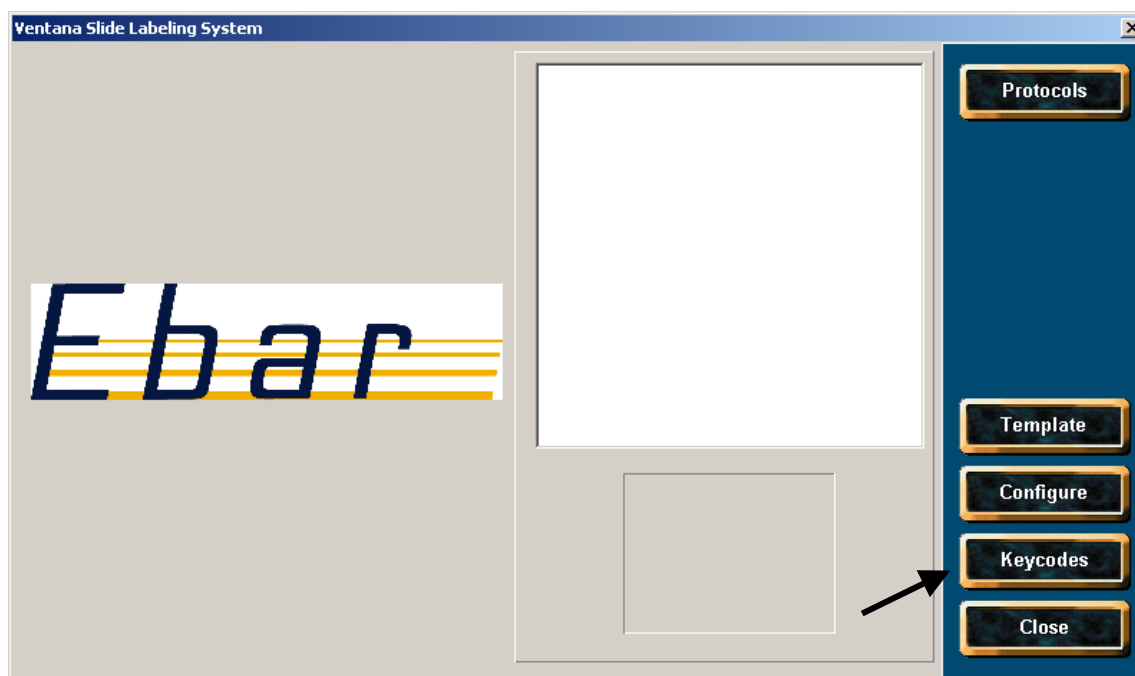 Ventana Slide Labeling System
Protocols
Ebar
Template
Configure
Keycodes
Close